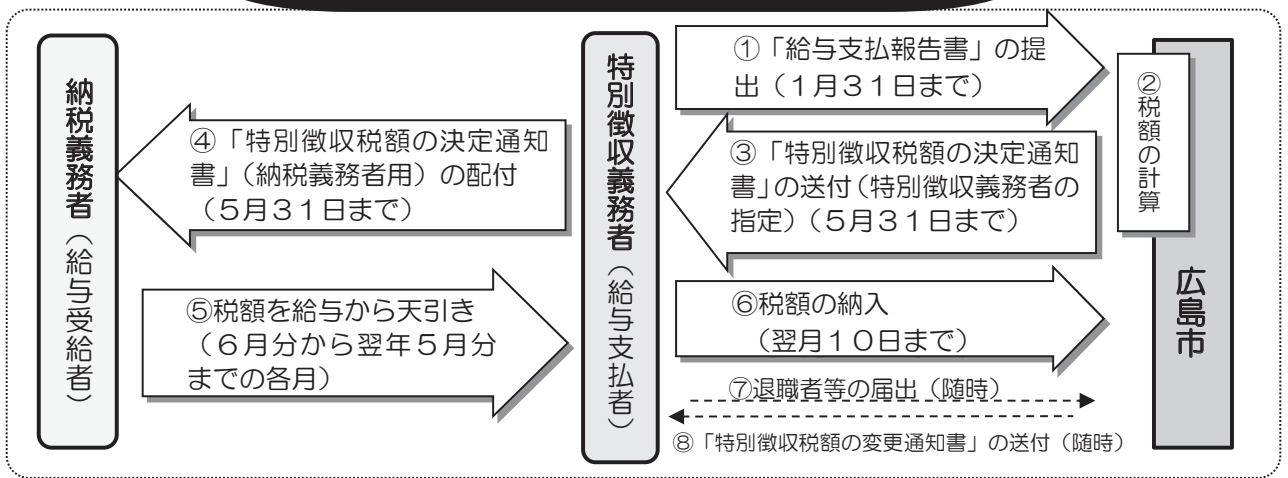 納税義務者（給与受給者）
④「特別徴収税額の決定通知
書」（納税義務者用）の配付
（５月３１日まで）
⑤税額を給与から天引き
（６月分から翌年５月分
までの各月）
特別徴収義務者（給与支払者）
①「給与支払報告書」の提
出（１月３１日まで）
③「特別徴収税額の決定通知
書」の送付（特別徴収義務者の
指定）（５月３１日まで）
⑥税額の納入
（翌月１０日まで）
⑦退職者等の届出（随時）
⑧「特別徴収税額の変更通知書」の送付（随時）
②税額の計算
広島市